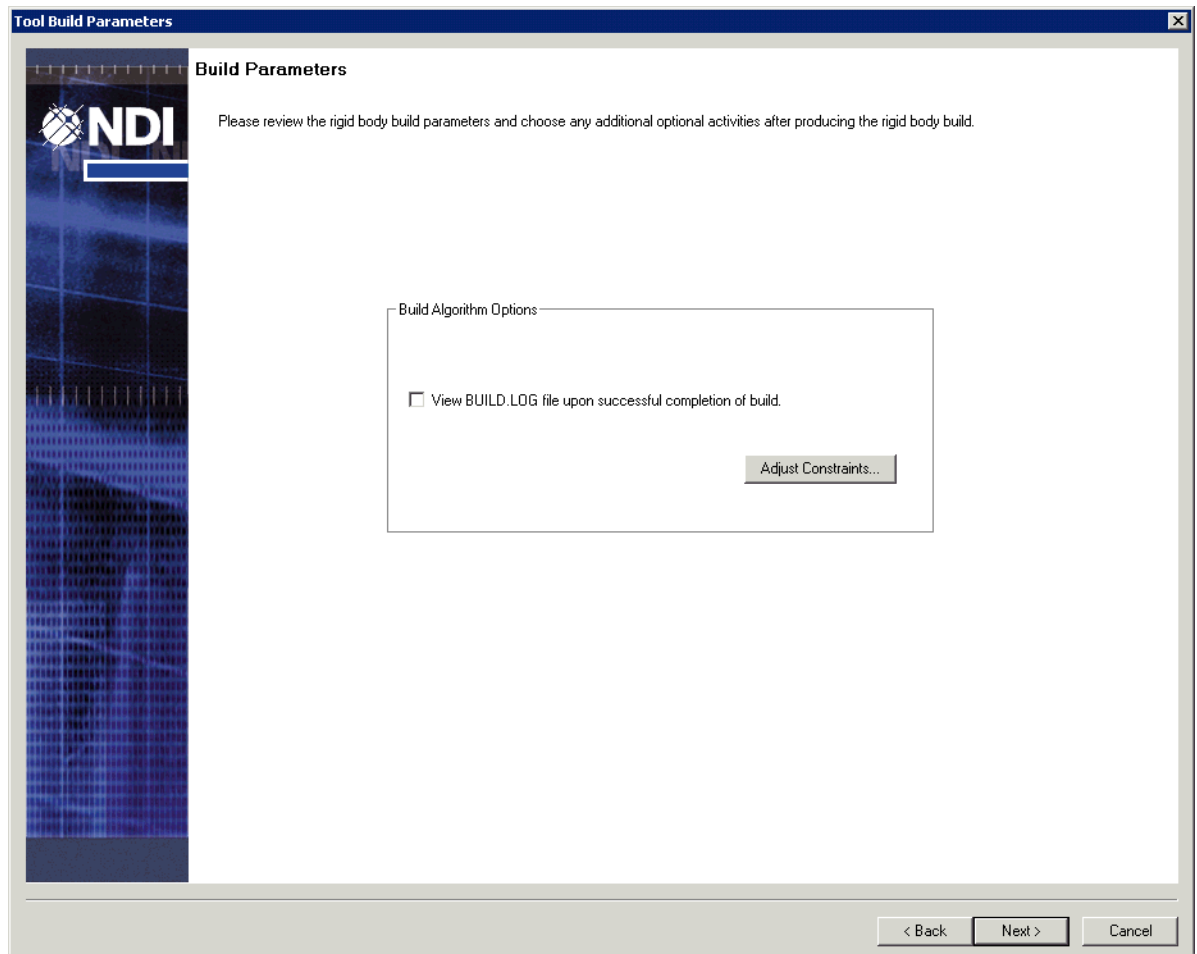 Tool Build Parameters
Build Parameters
NDI
Please review the rigid body build parameters and choose any additional optional activities after producing the rigid body build.
Build Algorithm Options
View BUILD.LOG file upon successful completion of build.
Adjust Constraints...
< Back
Next >
Cancel